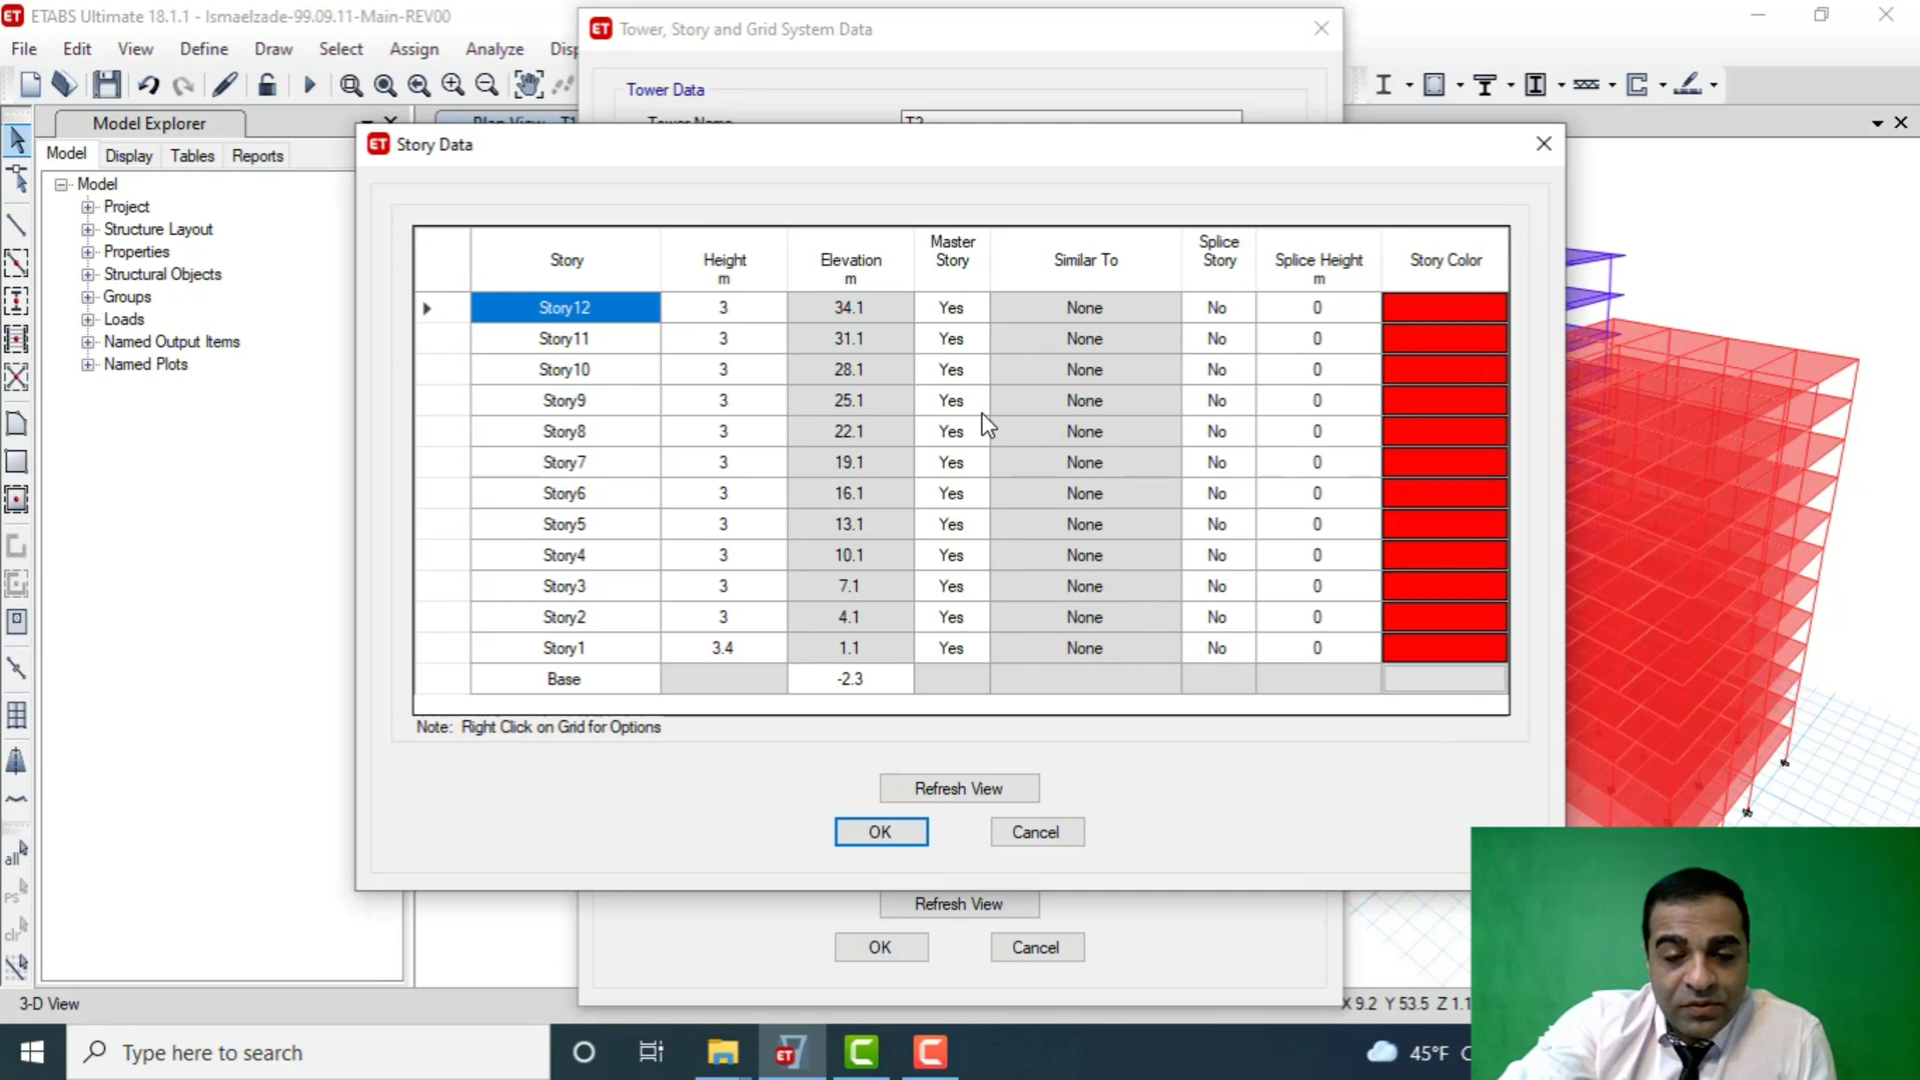 ETABS Ultimate 18.1.1 - Ismaelzade-99.09.11-Main-REV00
File Edit View Define Draw Select Assign Analyze
Tower, Story and Grid System Data
Tower Data
Tower Name
Model Explorer
Plan View
Model Display Tables Reports
Model
Project
Structure Layout
Properties
Structural Objects
Groups
Loads
Named Output Items
Named Plots
Story Data
Story Height m Elevation m Master Story Similar To Splice Story Splice Height m Story Color
Story12 3 34.1 Yes None No 0
Story11 3 31.1 Yes None No 0
Story10 3 28.1 Yes None No 0
Story9 3 25.1 Yes None No 0
Story8 3 22.1 Yes None No 0
Story7 3 19.1 Yes None No 0
Story6 3 16.1 Yes None No 0
Story5 3 13.1 Yes None No 0
Story4 3 10.1 Yes None No 0
Story3 3 7.1 Yes None No 0
Story2 3 4.1 Yes None No 0
Story1 3.4 1.1 Yes None No 0
Base -2.3
Note: Right Click on Grid for Options
Refresh View
OK Cancel
Refresh View
OK Cancel
all
PS
clr
3-D View
X 9.2 Y 53.5 Z 1.1
Type here to search
45°F